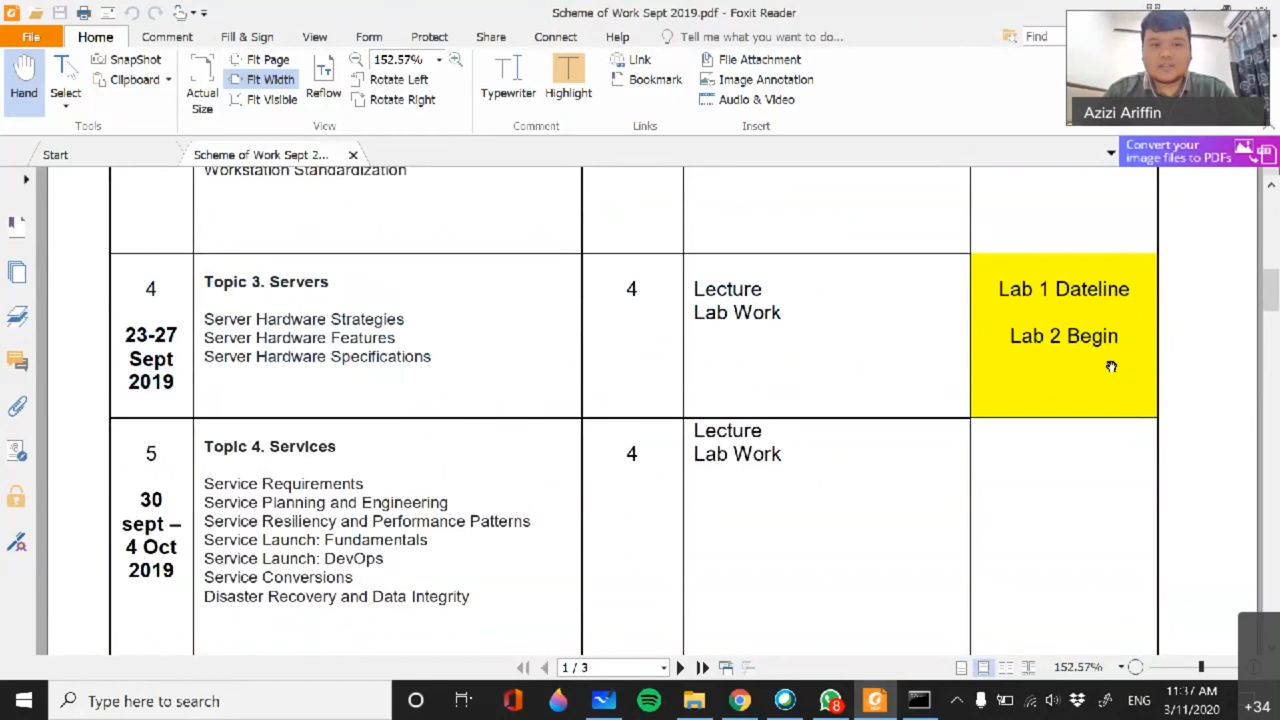 Scheme of Work Sept 2019.pdf - Foxit Reader
File Home Comment Fill & Sign View Form Protect Share Connect Help Tell me what you want to do... Find
Hand
Select
SnapShot
Clipboard
Tools
Actual Size
Fit Page
Fit Width
Fit Visible
Reflow
152.57%
Rotate Left
Rotate Right
View
Typewriter
Highlight
Comment
Link
Bookmark
Links
File Attachment
Image Annotation
Audio & Video
Insert
Azizi Ariffin
Start
Scheme of Work Sept 2...
Convert your
image files to PDFs
Workstation Standardization
4
23-27
Sept
2019
Topic 3. Servers
Server Hardware Strategies
Server Hardware Features
Server Hardware Specifications
4
Lecture
Lab Work
Lab 1 Dateline
Lab 2 Begin
5
30
sept –
4 Oct
2019
Topic 4. Services
Service Requirements
Service Planning and Engineering
Service Resiliency and Performance Patterns
Service Launch: Fundamentals
Service Launch: DevOps
Service Conversions
Disaster Recovery and Data Integrity
4
Lecture
Lab Work
1 / 3
152.57%
Type here to search
8
ENG
11:37 AM
3/11/2020
+34